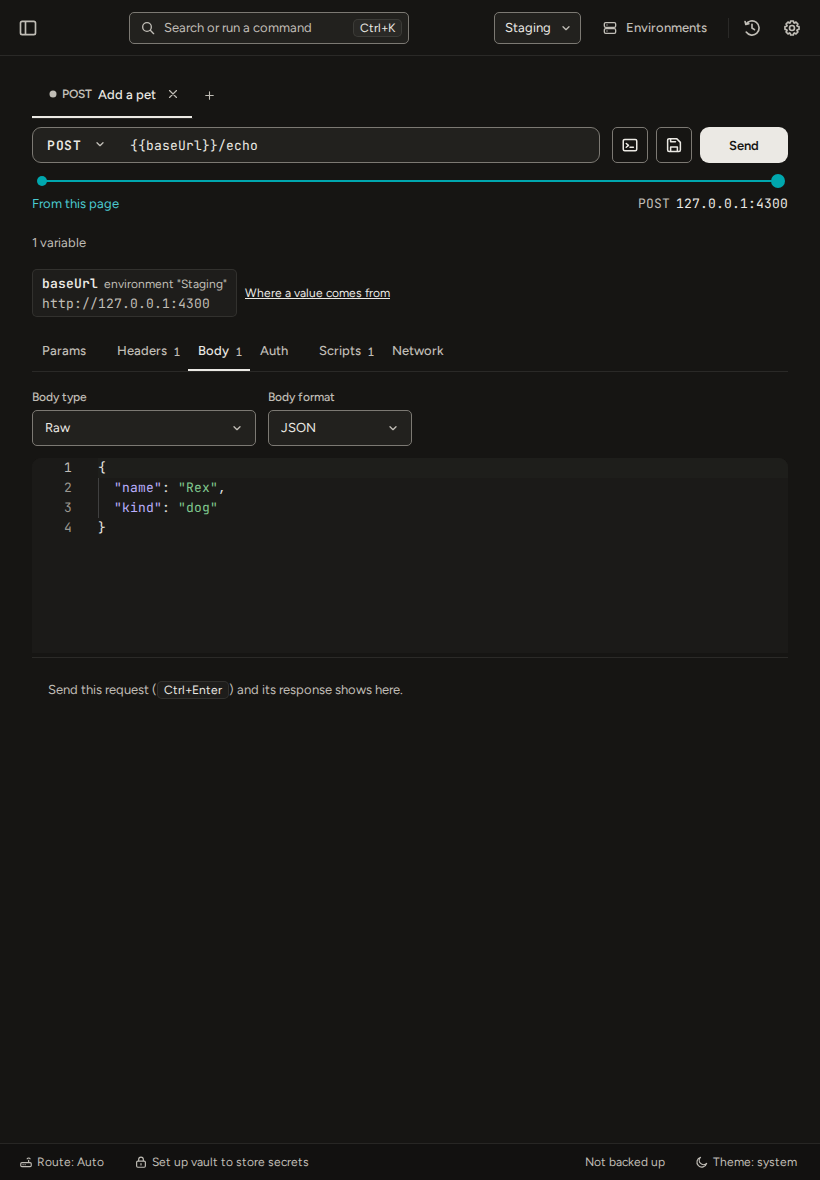 Search or run a command Ctrl+K Staging Environments
POST Add a pet
POST {{baseUrl}}/echo Send
From this page POST 127.0.0.1:4300
1 variable
baseUrl environment "Staging"
http://127.0.0.1:4300
Where a value comes from
Params Headers 1 Body 1 Auth Scripts 1 Network
Body type Body format
Raw JSON
1 {
2 "name": "Rex",
3 "kind": "dog"
4 }
Send this request (Ctrl+Enter) and its response shows here.
Route: Auto Set up vault to store secrets Not backed up Theme: system